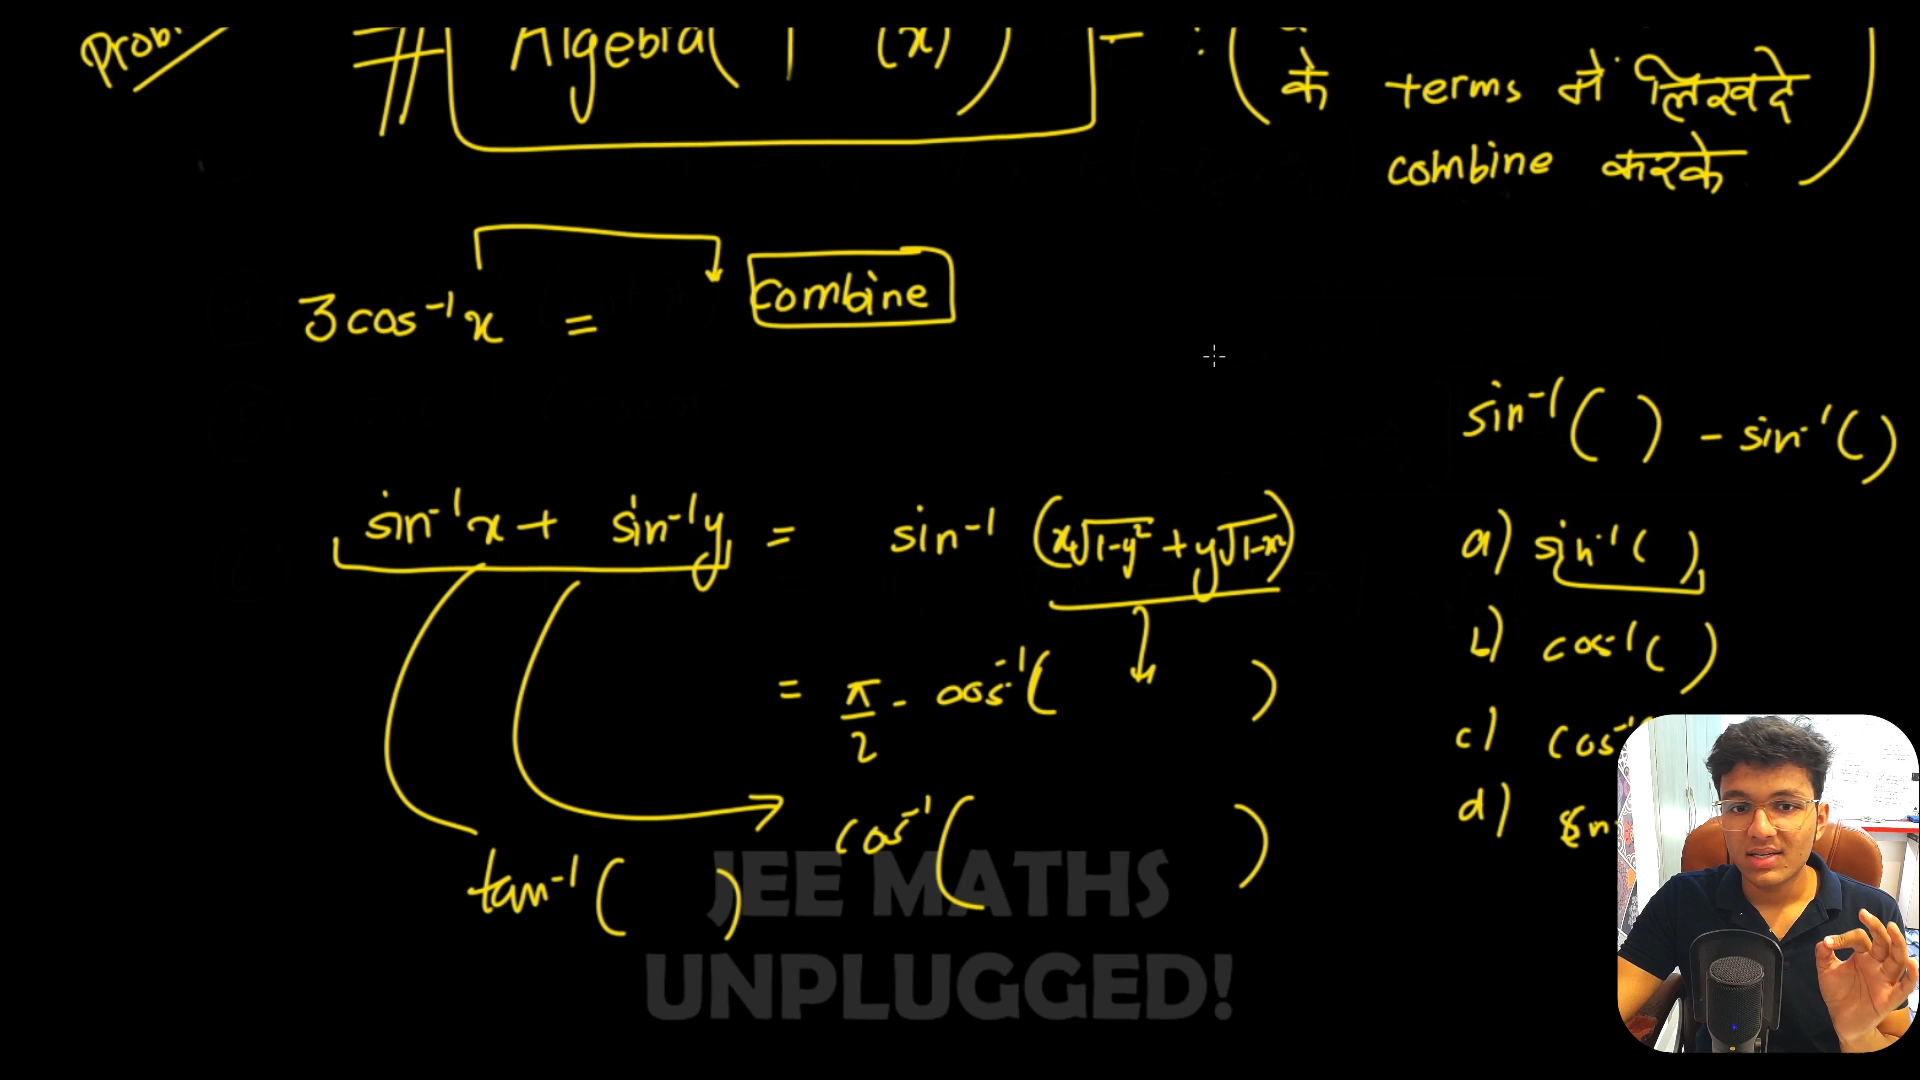 Prob.
# Algebra( (x) ) - : (
के terms में लिखदे
combine करके
3cos⁻¹x = combine
sin⁻¹( ) - sin⁻¹( )
sin⁻¹x + sin⁻¹y = sin⁻¹(x√1-y² + y√1-x²)
a) sin⁻¹( )
= π/2 - cos⁻¹( )
b) cos⁻¹( )
c) cos⁻¹
cos⁻¹( )
d) sin
tan⁻¹( )
JEE MATHS
UNPLUGGED!